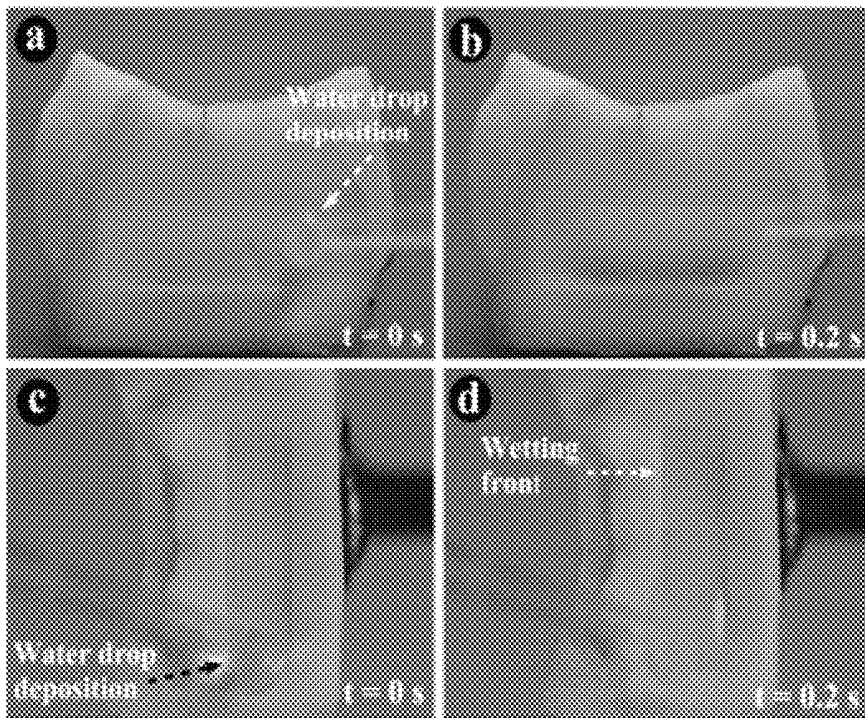 a
b
Water drop
deposition
t = 0 s
t = 0.2 s
c
d
Wetting
front
Water drop
deposition
t = 0 s
t = 0.2 s